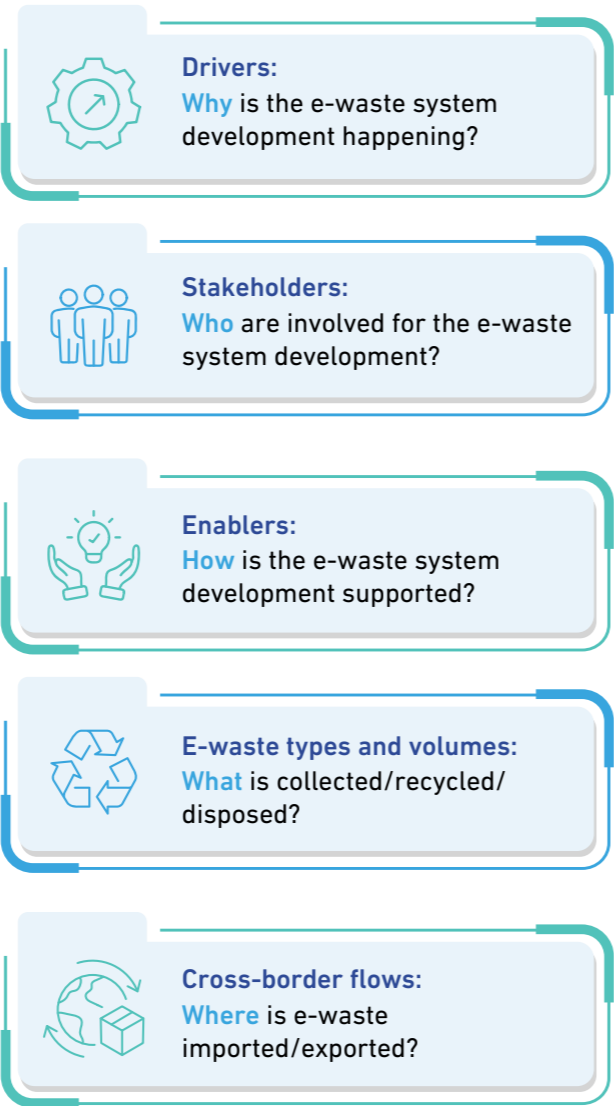 Drivers:
Why is the e-waste system
development happening?
Stakeholders:
Who are involved for the e-waste
system development?
Enablers:
How is the e-waste system
development supported?
E-waste types and volumes:
What is collected/recycled/
disposed?
Cross-border flows:
Where is e-waste
imported/exported?